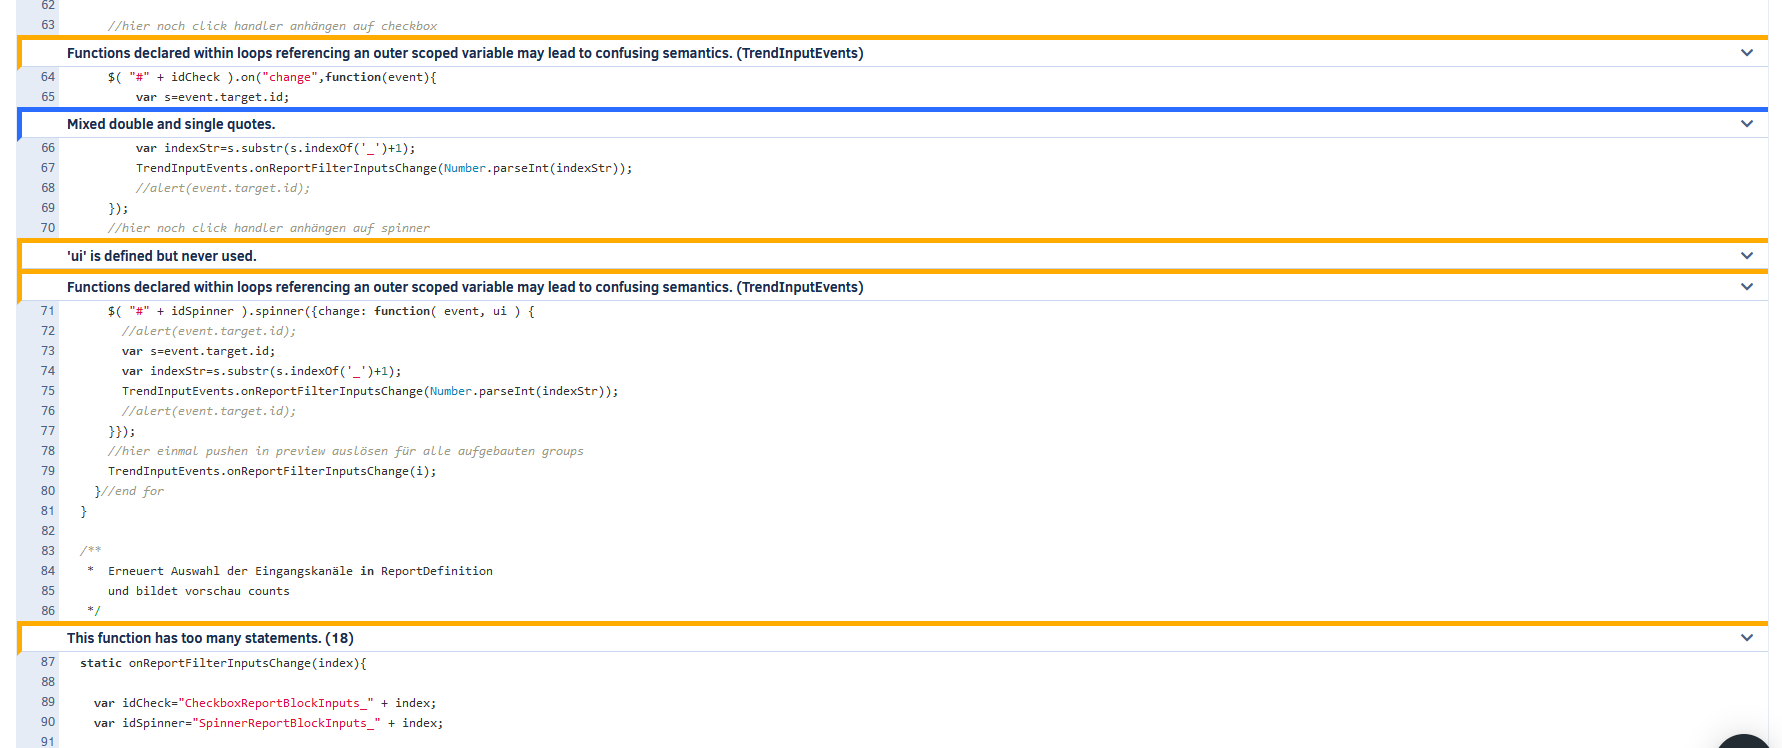 62
63 //hier noch click handler anhängen auf checkbox
Functions declared within loops referencing an outer scoped variable may lead to confusing semantics. (TrendInputEvents)
64 $( "#" + idCheck ).on("change",function(event){
65 var s=event.target.id;
Mixed double and single quotes.
66 var indexStr=s.substr(s.indexOf('_')+1);
67 TrendInputEvents.onReportFilterInputsChange(Number.parseInt(indexStr));
68 //alert(event.target.id);
69 });
70 //hier noch click handler anhängen auf spinner
'ui' is defined but never used.
Functions declared within loops referencing an outer scoped variable may lead to confusing semantics. (TrendInputEvents)
71 $( "#" + idSpinner ).spinner({change: function( event, ui ) {
72 //alert(event.target.id);
73 var s=event.target.id;
74 var indexStr=s.substr(s.indexOf('_')+1);
75 TrendInputEvents.onReportFilterInputsChange(Number.parseInt(indexStr));
76 //alert(event.target.id);
77 }});
78 //hier einmal pushen in preview auslösen für alle aufgebauten groups
79 TrendInputEvents.onReportFilterInputsChange(i);
80 }//end for
81 }
82
83 /**
84 * Erneuert Auswahl der Eingangskanäle in ReportDefinition
85 und bildet vorschau counts
86 */
This function has too many statements. (18)
87 static onReportFilterInputsChange(index){
88
89 var idCheck="CheckboxReportBlockInputs_" + index;
90 var idSpinner="SpinnerReportBlockInputs_" + index;
91